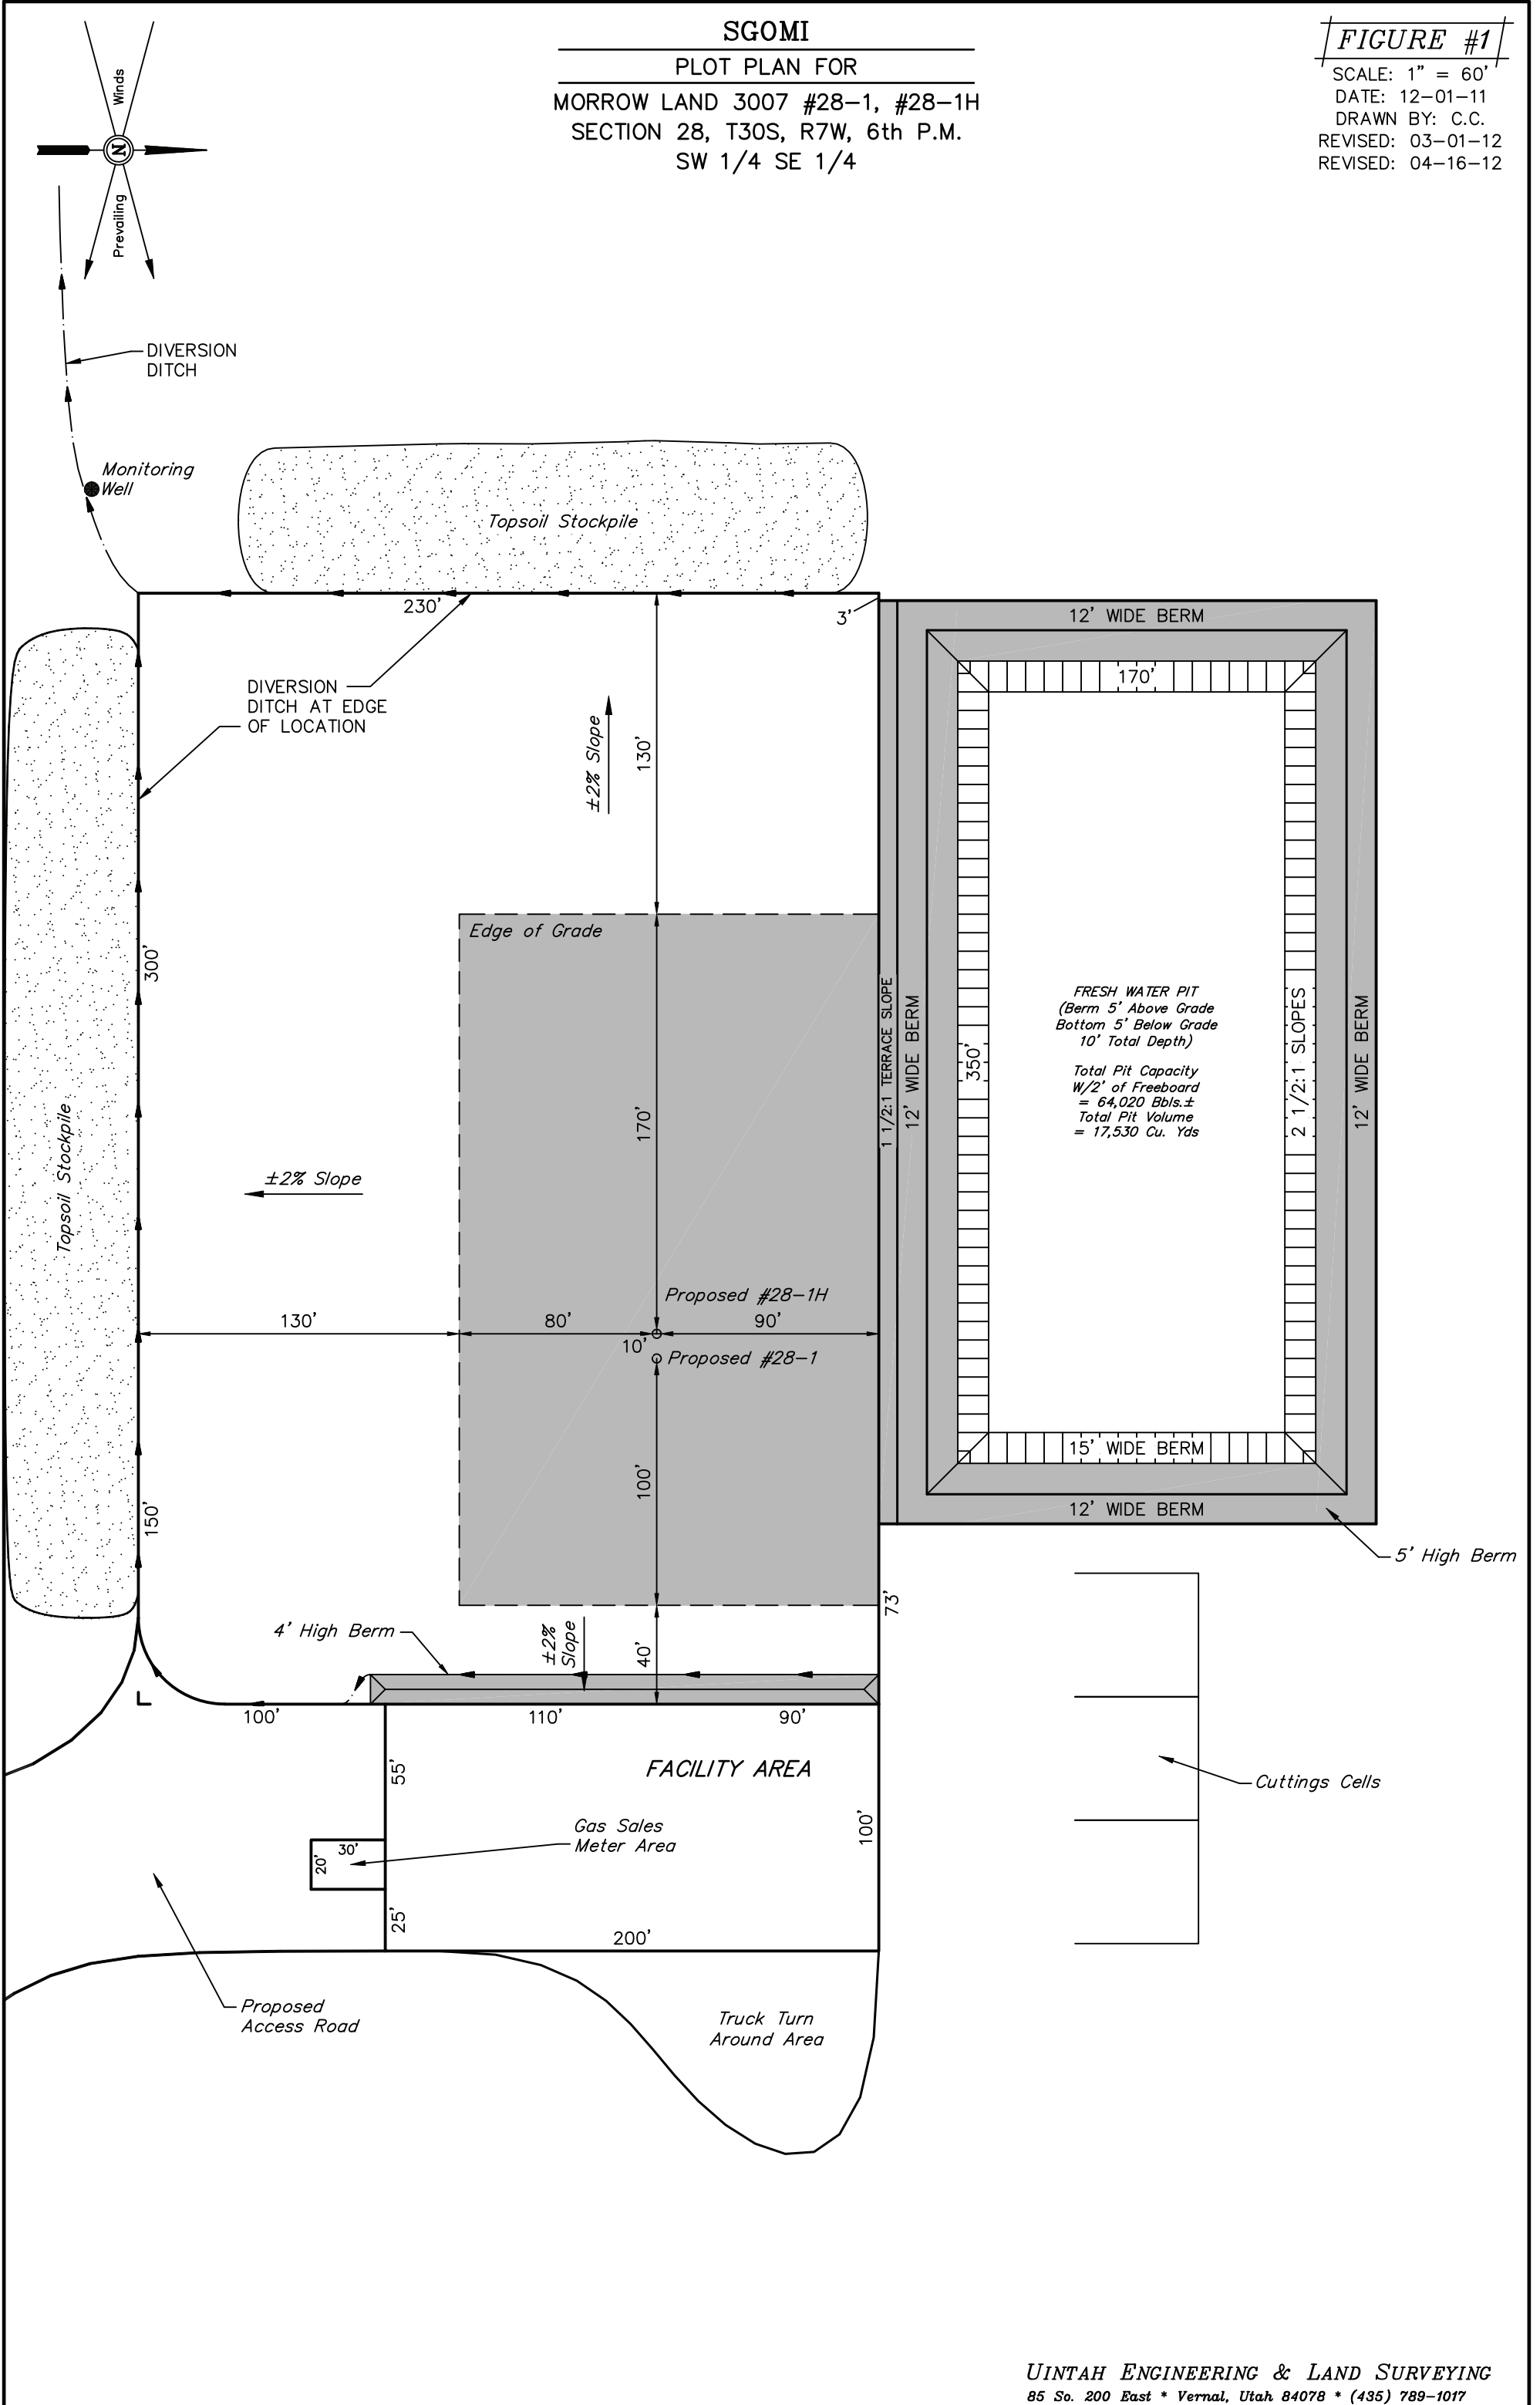 SGOMI
PLOT PLAN FOR
MORROW LAND 3007 #28-1, #28-1H
SECTION 28, T30S, R7W, 6th P.M.
SW 1/4 SE 1/4
FIGURE #1
SCALE: 1" = 60'
DATE: 12-01-11
DRAWN BY: C.C.
REVISED: 03-01-12
REVISED: 04-16-12
Winds
N
Prevailing
DIVERSION
DITCH
Monitoring
Well
Topsoil Stockpile
230'
3'
12' WIDE BERM
170'
DIVERSION
DITCH AT EDGE
OF LOCATION
±2% Slope
130'
Edge of Grade
300'
170'
1 1/2:1 TERRACE SLOPE
12' WIDE BERM
350'
FRESH WATER PIT
(Berm 5' Above Grade
Bottom 5' Below Grade
10' Total Depth)
Total Pit Capacity
W/2' of Freeboard
= 64,020 Bbls.±
Total Pit Volume
= 17,530 Cu. Yds
2 1/2:1 SLOPES
12' WIDE BERM
Topsoil Stockpile
±2% Slope
Proposed #28-1H
130'
80'
90'
10'
Proposed #28-1
100'
150'
15' WIDE BERM
12' WIDE BERM
5' High Berm
73'
4' High Berm
±2%
Slope
40'
100'
110'
90'
55'
FACILITY AREA
Cuttings Cells
Gas Sales
Meter Area
100'
30'
20'
25'
200'
Proposed
Access Road
Truck Turn
Around Area
UINTAH ENGINEERING & LAND SURVEYING
85 So. 200 East * Vernal, Utah 84078 * (435) 789-1017